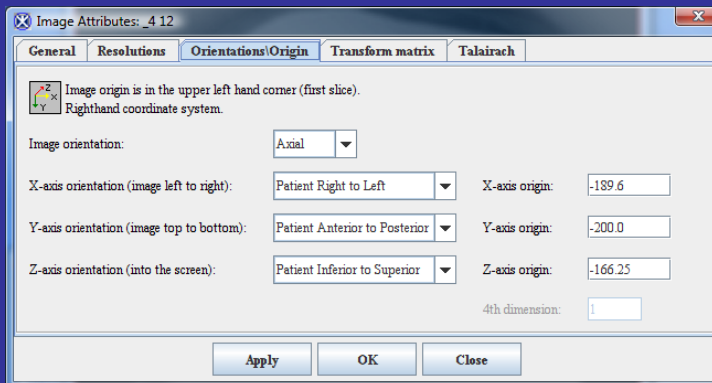 Image Attributes: _4 12
General Resolutions Orientations\Origin Transform matrix Talairach
Image origin is in the upper left hand corner (first slice).
Righthand coordinate system.
Image orientation: Axial
X-axis orientation (image left to right): Patient Right to Left X-axis origin: -189.6
Y-axis orientation (image top to bottom): Patient Anterior to Posterior Y-axis origin: -200.0
Z-axis orientation (into the screen): Patient Inferior to Superior Z-axis origin: -166.25
4th dimension: 1
Apply OK Close